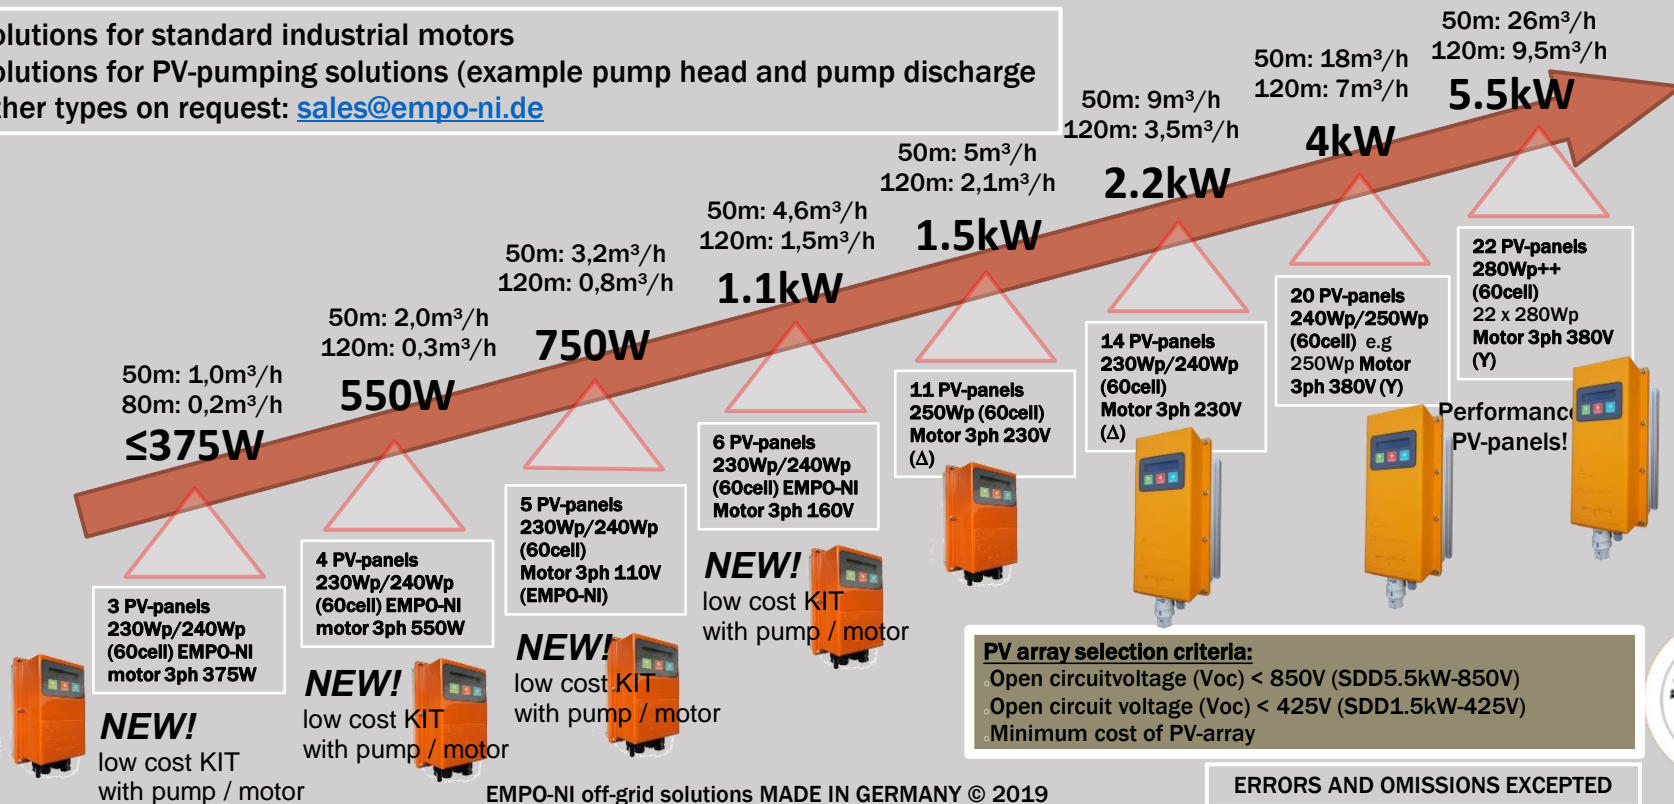 olutions for standard industrial motors
olutions for PV-pumping solutions (example pump head and pump discharge
ther types on request: sales@empo-ni.de
50m: 1,0m³/h
80m: 0,2m³/h
≤375W
50m: 2,0m³/h
120m: 0,3m³/h
550W
50m: 3,2m³/h
120m: 0,8m³/h
750W
50m: 4,6m³/h
120m: 1,5m³/h
1.1kW
50m: 5m³/h
120m: 2,1m³/h
1.5kW
50m: 9m³/h
120m: 3,5m³/h
2.2kW
50m: 18m³/h
120m: 7m³/h
4kW
50m: 26m³/h
120m: 9,5m³/h
5.5kW
3 PV-panels
230Wp/240Wp
(60cell) EMPO-NI
motor 3ph 375W
NEW!
low cost KIT
with pump / motor
4 PV-panels
230Wp/240Wp
(60cell) EMPO-NI
motor 3ph 550W
NEW!
low cost KIT
with pump / motor
5 PV-panels
230Wp/240Wp
(60cell)
Motor 3ph 110V
(EMPO-NI)
NEW!
low cost KIT
with pump / motor
6 PV-panels
230Wp/240Wp
(60cell) EMPO-NI
Motor 3ph 160V
NEW!
low cost KIT
with pump / motor
11 PV-panels
250Wp (60cell)
Motor 3ph 230V
(Δ)
14 PV-panels
230Wp/240Wp
(60cell)
Motor 3ph 230V
(Δ)
20 PV-panels
240Wp/250Wp
(60cell) e.g
250Wp Motor
3ph 380V (Y)
22 PV-panels
280Wp++
(60cell)
22 x 280Wp
Motor 3ph 380V
(Y)
Performance
PV-panels!
PV array selection criteria:
Open circuitvoltage (Voc) < 850V (SDD5.5kW-850V)
Open circuit voltage (Voc) < 425V (SDD1.5kW-425V)
Minimum cost of PV-array
EMPO-NI off-grid solutions MADE IN GERMANY © 2019
ERRORS AND OMISSIONS EXCEPTED